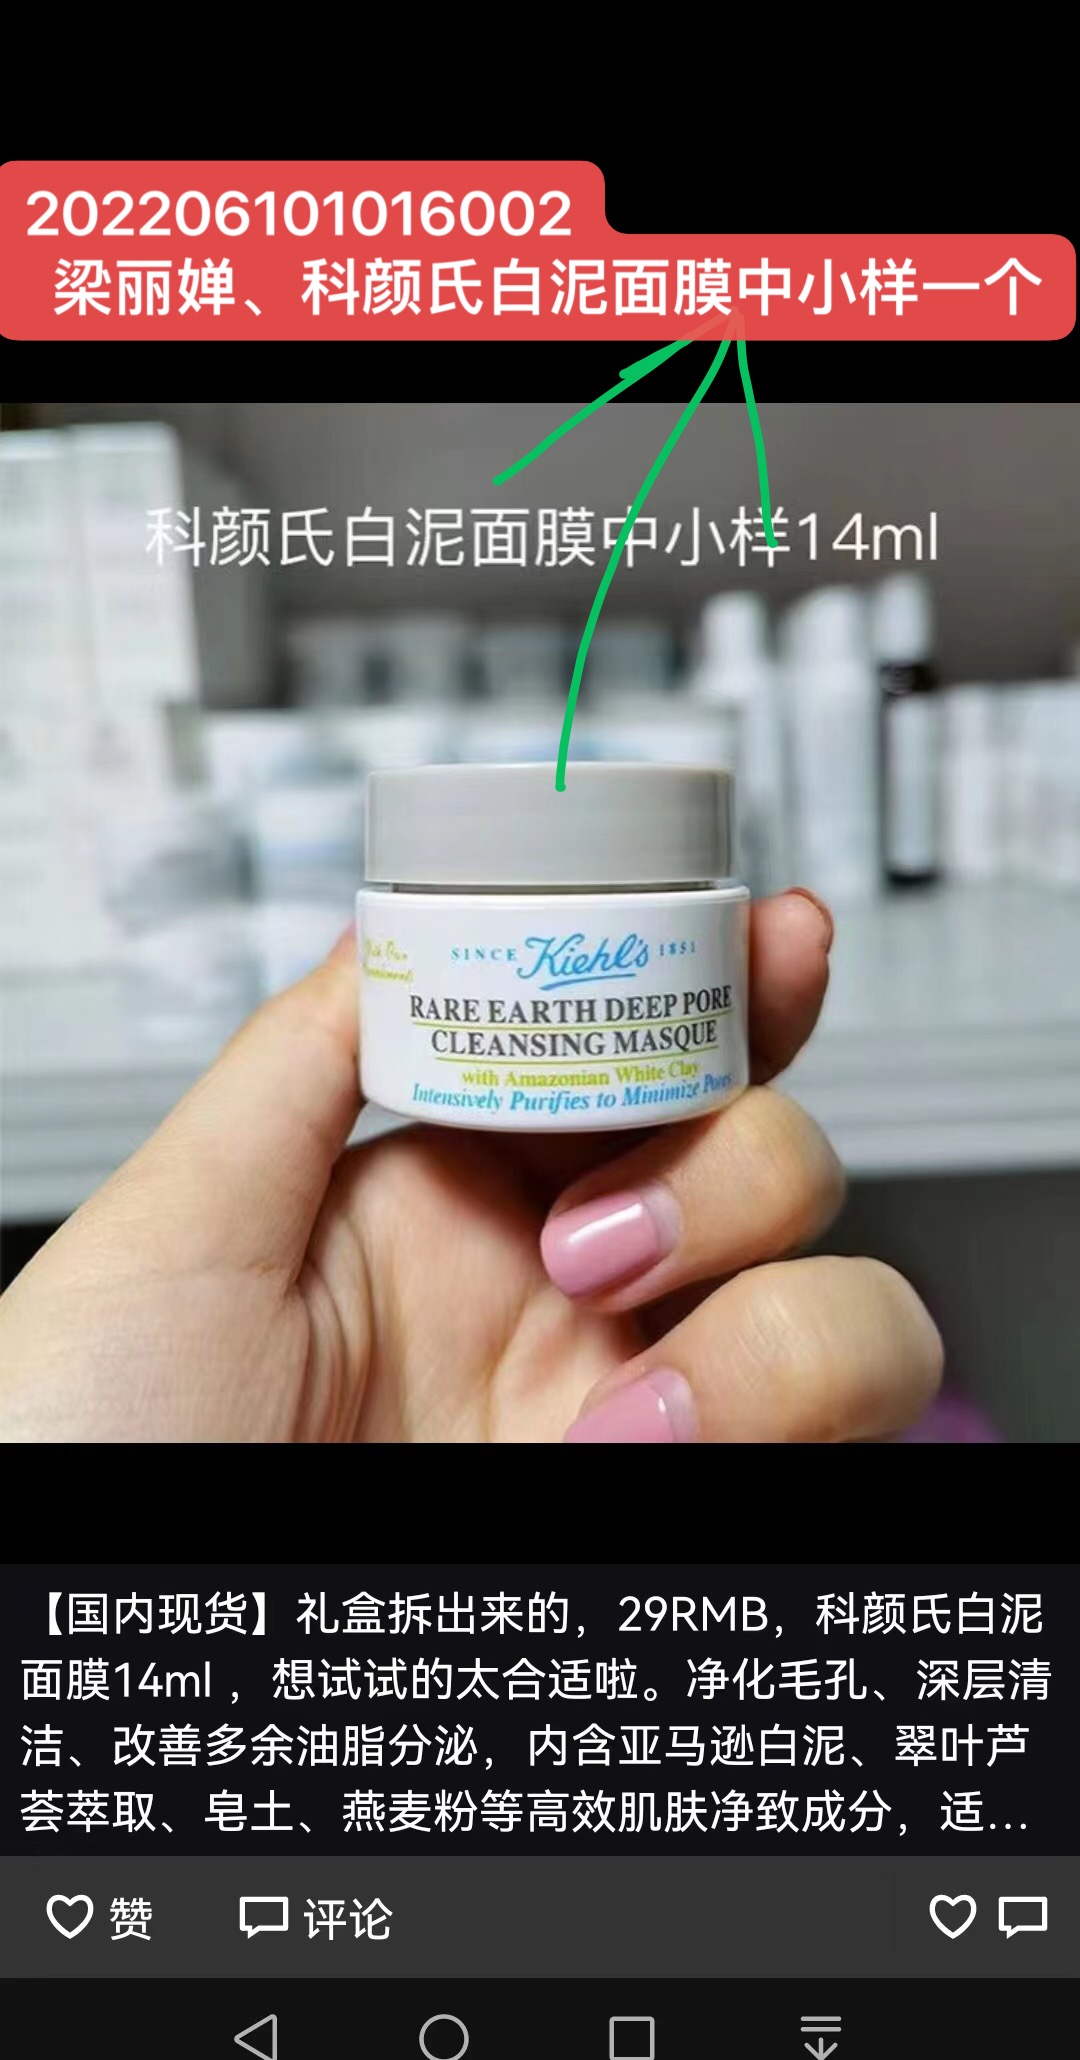 202206101016002
梁丽婵、科颜氏白泥面膜中小样一个
科颜氏白泥面膜中小样14ml
SINCE Kiehl's 1851
RARE EARTH DEEP PORE
CLEANSING MASQUE
with Amazonian White Clay
Intensively Purifies to Minimize Pores
【国内现货】礼盒拆出来的，29RMB，科颜氏白泥
面膜14ml ，想试试的太合适啦。净化毛孔、深层清
洁、改善多余油脂分泌，内含亚马逊白泥、翠叶芦
荟萃取、皂土、燕麦粉等高效肌肤净致成分，适...
赞 评论